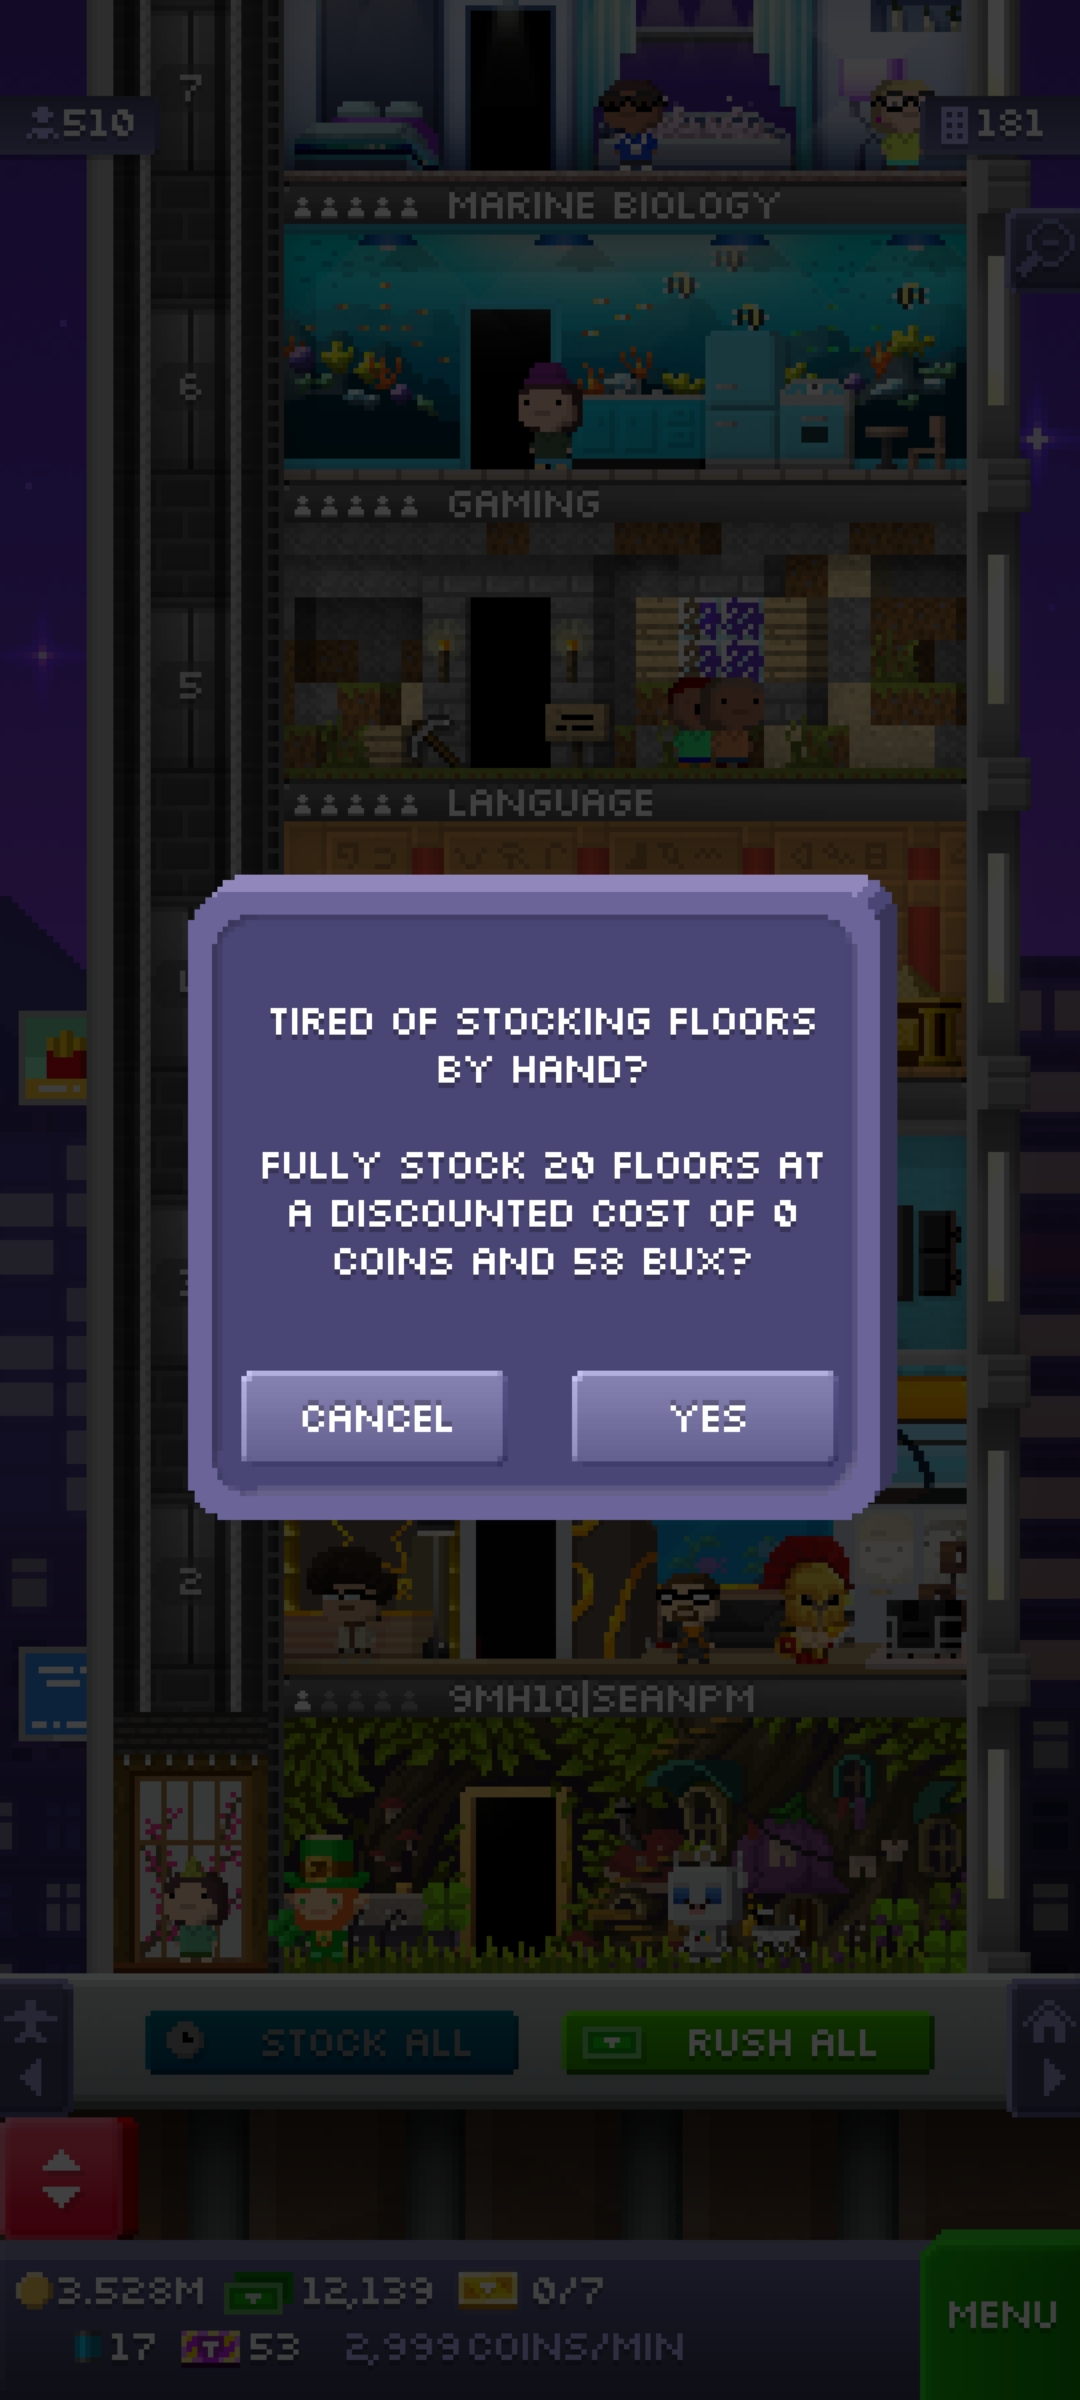 7
510
181
MARINE BIOLOGY
6
GAMING
5
LANGUAGE
TIRED OF STOCKING FLOORS
BY HAND?
FULLY STOCK 20 FLOORS AT
A DISCOUNTED COST OF 0
COINS AND 58 BUX?
CANCEL
YES
2
9MH1Q|SEANPM
STOCK ALL
RUSH ALL
3.528M 12,139 0/7
MENU
17 53 2,999 COINS/MIN